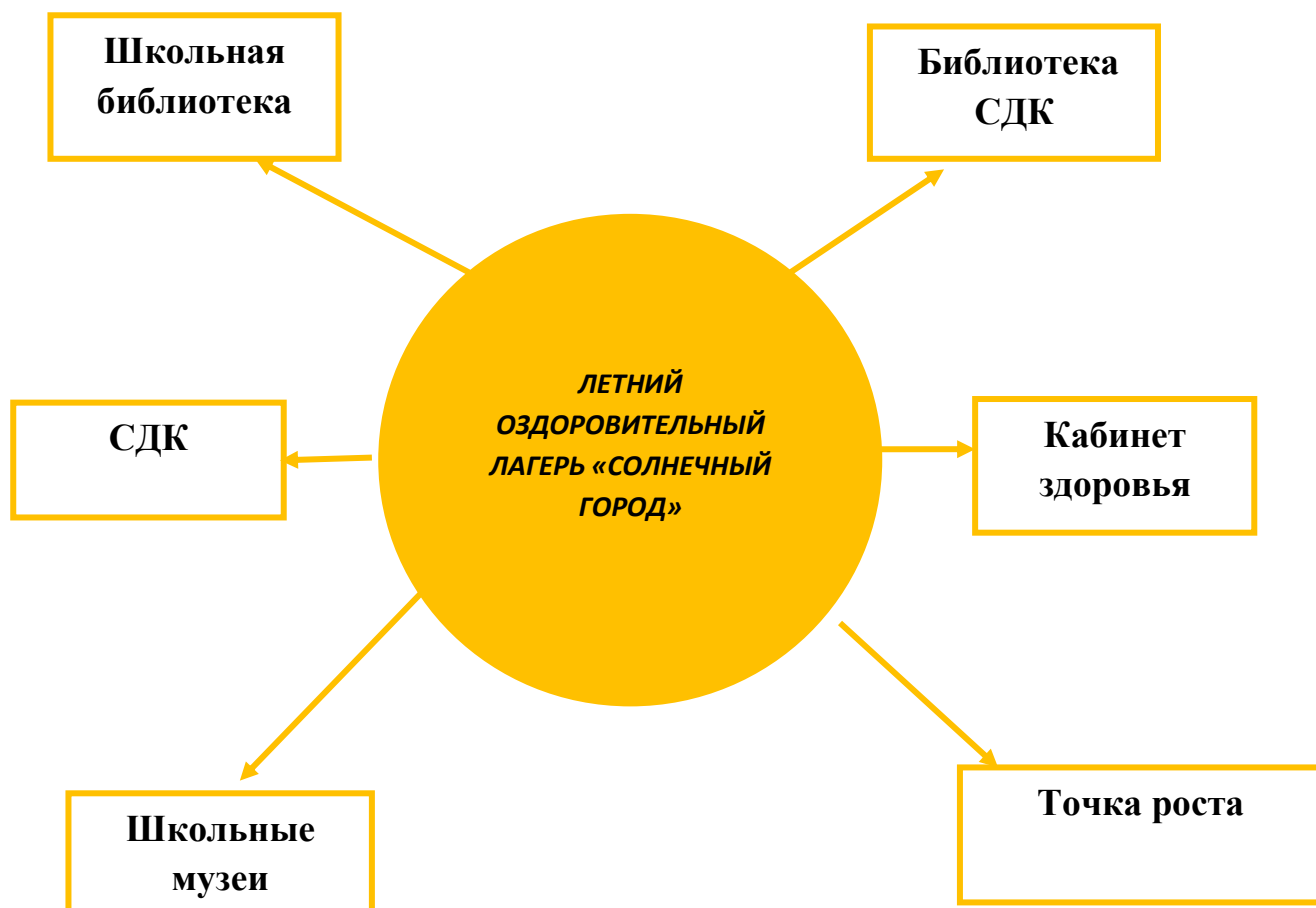 Школьная
библиотека
Библиотека
СДК
ЛЕТНИЙ
ОЗДОРОВИТЕЛЬНЫЙ
ЛАГЕРЬ «СОЛНЕЧНЫЙ
ГОРОД»
СДК
Кабинет
здоровья
Школьные
музеи
Точка роста